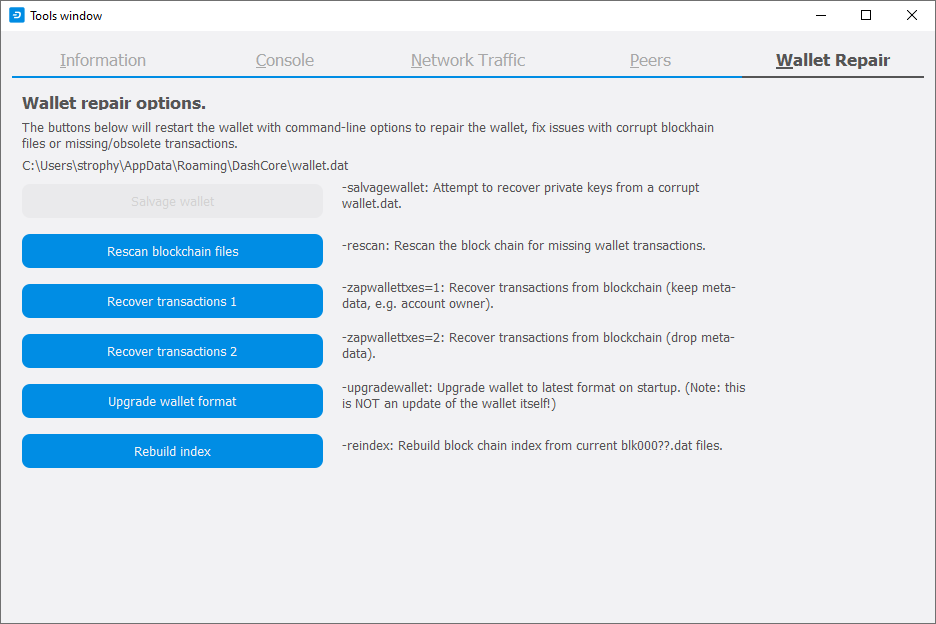 Tools window
Information
Console
Network Traffic
Peers
Wallet Repair
Wallet repair options.
The buttons below will restart the wallet with command-line options to repair the wallet, fix issues with corrupt blockhain
files or missing/obsolete transactions.
C:\Users\strophy\AppData\Roaming\DashCore\wallet.dat
Salvage wallet
-salvagewallet: Attempt to recover private keys from a corrupt
wallet.dat.
Rescan blockchain files
-rescan: Rescan the block chain for missing wallet transactions.
Recover transactions 1
-zapwallettxes=1: Recover transactions from blockchain (keep meta-
data, e.g. account owner).
Recover transactions 2
-zapwallettxes=2: Recover transactions from blockchain (drop meta-
data).
Upgrade wallet format
-upgradewallet: Upgrade wallet to latest format on startup. (Note: this
is NOT an update of the wallet itself!)
Rebuild index
-reindex: Rebuild block chain index from current blk000??.dat files.